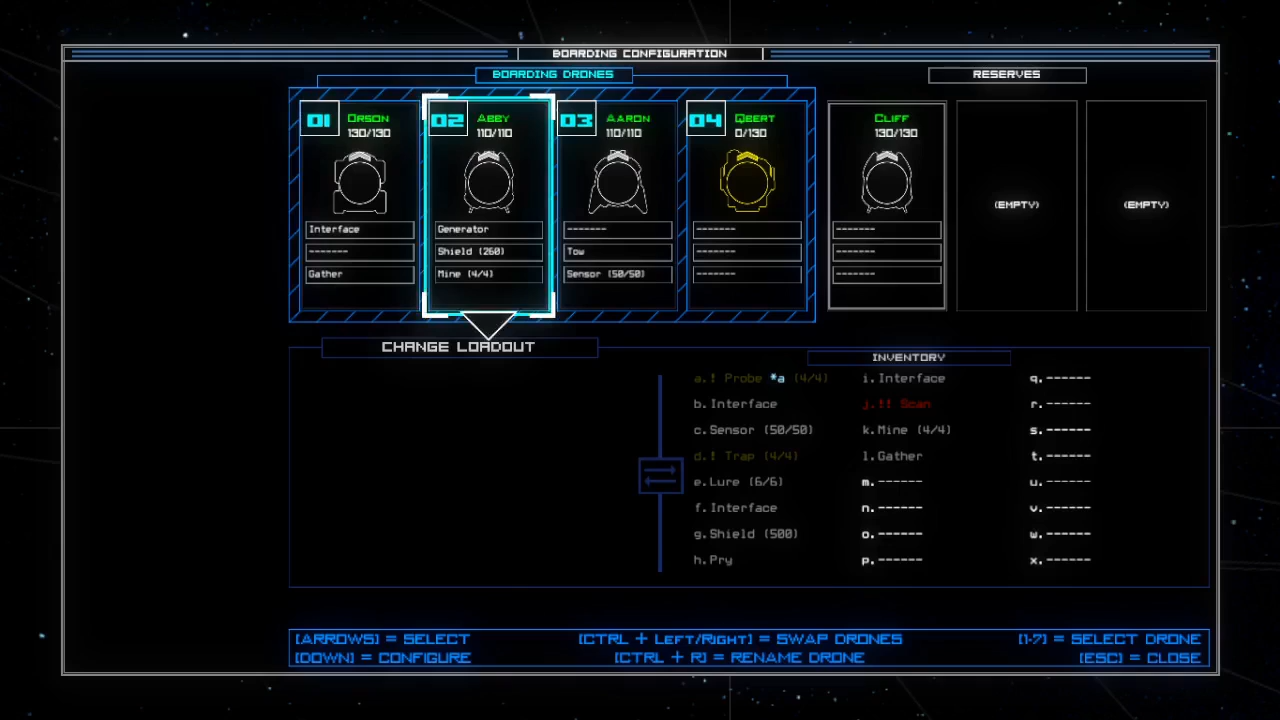 BOARDING CONFIGURATION
BOARDING DRONES
RESERVES
01 Orson 130/130
Interface
-------
Gather
02 Abby 110/110
Generator
Shield (260)
Mine (4/4)
03 Aaron 110/110
-------
Tow
Sensor (50/50)
04 Qbert 0/130
-------
-------
-------
Cliff 130/130
-------
-------
-------
(EMPTY)
(EMPTY)
CHANGE LOADOUT
INVENTORY
a.! Probe *a (4/4)
b.Interface
c.Sensor (50/50)
d.! Trap (4/4)
e.Lure (6/6)
f.Interface
g.Shield (500)
h.Pry
i.Interface
j.!! Scan
k.Mine (4/4)
l.Gather
m.------
n.------
o.------
p.------
q.------
r.------
s.------
t.------
u.------
v.------
w.------
x.------
[ARROWS] = SELECT
[CTRL + Left/Right] = SWAP DRONES
[1-7] = SELECT DRONE
[DOWN] = CONFIGURE
[CTRL + R] = RENAME DRONE
[ESC] = CLOSE